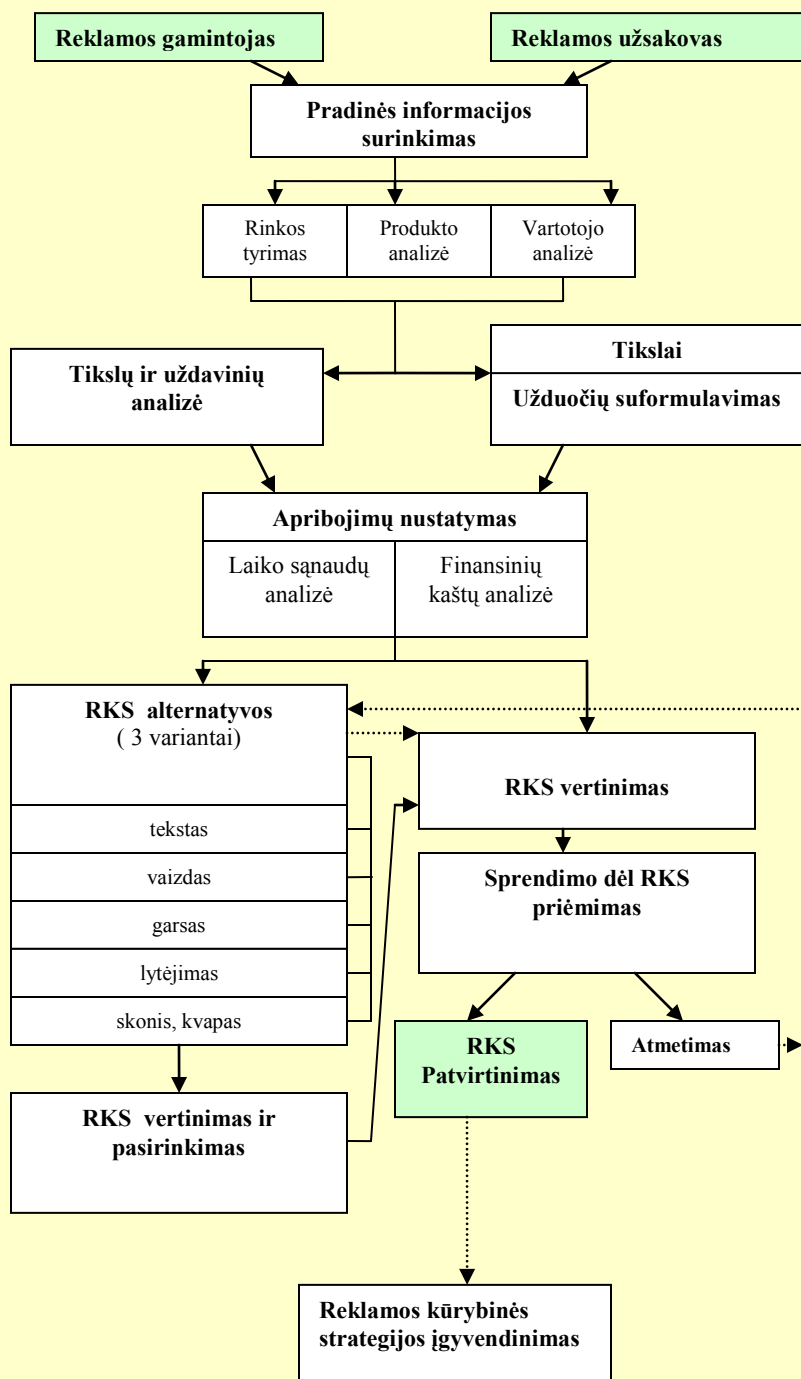 Reklamos gamintojas
Reklamos užsakovas
Pradinės informacijos
surinkimas
Rinkos
tyrimas
Produkto
analizė
Vartotojo
analizė
Tikslų ir uždavinių
analizė
Tikslai
Užduočių suformulavimas
Apribojimų nustatymas
Laiko sąnaudų
analizė
Finansinių
kaštų analizė
RKS alternatyvos
( 3 variantai)
tekstas
vaizdas
garsas
lytėjimas
skonis, kvapas
RKS vertinimas ir
pasirinkimas
RKS vertinimas
Sprendimo dėl RKS
priėmimas
RKS
Patvirtinimas
Atmetimas
Reklamos kūrybinės
strategijos įgyvendinimas